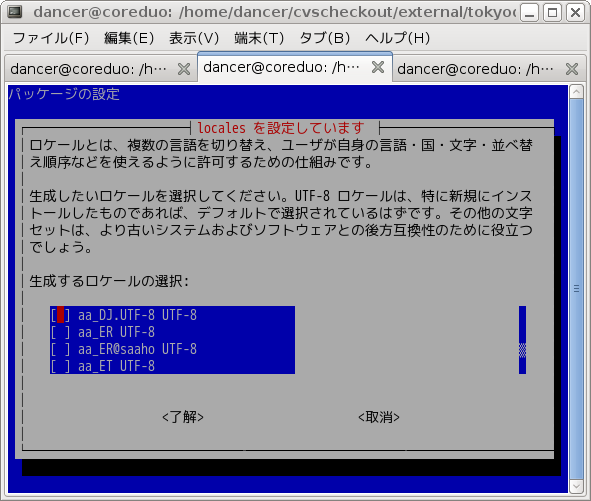 dancer@coreduo: /home/dancer/cvscheckout/external/tokyod
ファイル(F) 編集(E) 表示(V) 端末(T) タブ(B) ヘルプ(H)
dancer@coreduo: /h… dancer@coreduo: /h… dancer@coreduo: /h…
パッケージの設定
locales を設定しています
ロケールとは、複数の言語を切り替え、ユーザが自身の言語・国・文字・並べ替
え順序などを使えるように許可するための仕組みです。
生成したいロケールを選択してください。UTF-8 ロケールは、特に新規にインス
トールしたものであれば、デフォルトで選択されているはずです。その他の文字
セットは、より古いシステムおよびソフトウェアとの後方互換性のために役立つ
でしょう。
生成するロケールの選択:
[ ] aa_DJ.UTF-8 UTF-8
[ ] aa_ER UTF-8
[ ] aa_ER@saaho UTF-8
[ ] aa_ET UTF-8
<了解> <取消>